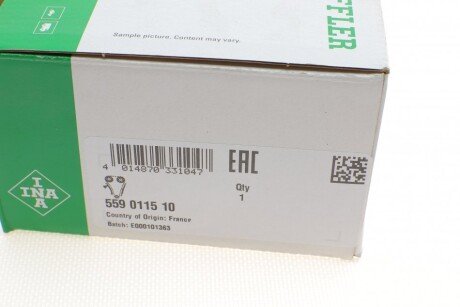 FFLER
Sample picture. Content may vary.
4 014870 331047
EAC
Qty
1
559 0115 10
Country of Origin: France
Batch: E000101363
I
INA
A